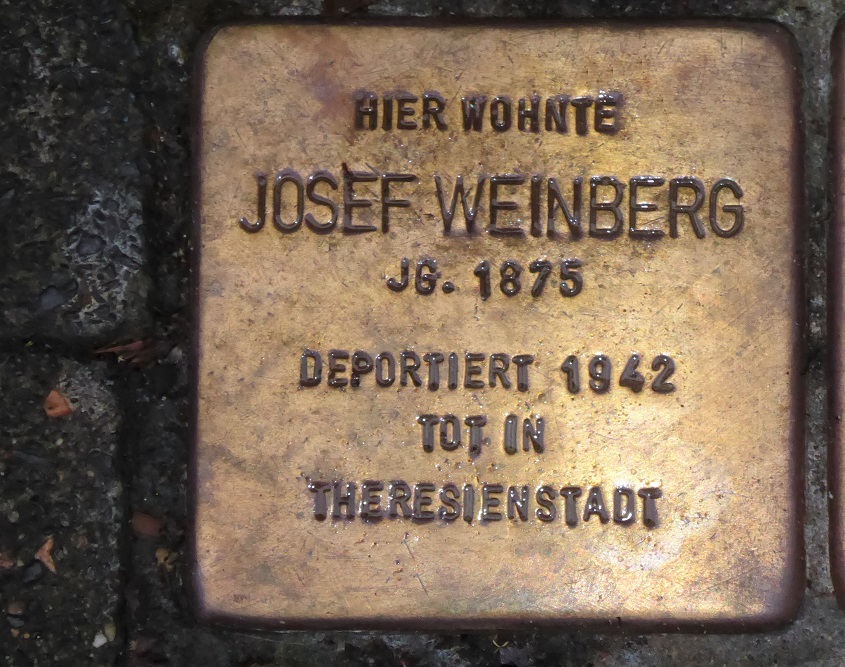 HIER WOHNTE
JOSEF WEINBERG
JG. 1875
DEPORTIERT 1942
TOT IN
THERESIENSTADT